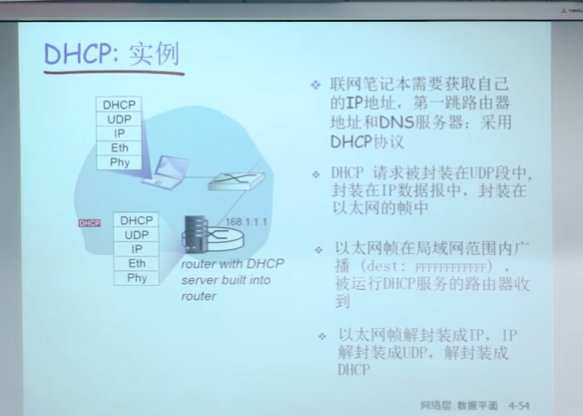 DHCP: 实例
DHCP
UDP
IP
Eth
Phy
DHCP
DHCP
UDP
IP
Eth
Phy
168.1.1.1
router with DHCP
server built into
router
联网笔记本需要获取自己
的IP地址，第一跳路由器
地址和DNS服务器：采用
DHCP协议
DHCP 请求被封装在UDP段中，
封装在IP数据报中，封装在
以太网的帧中
以太网帧在局域网范围内广
播 (dest: FFFFFFFFFFFF)，
被运行DHCP服务的路由器收
到
以太网帧解封装成IP，IP
解封装成UDP，解封装成
DHCP
网络层：数据平面 4-54